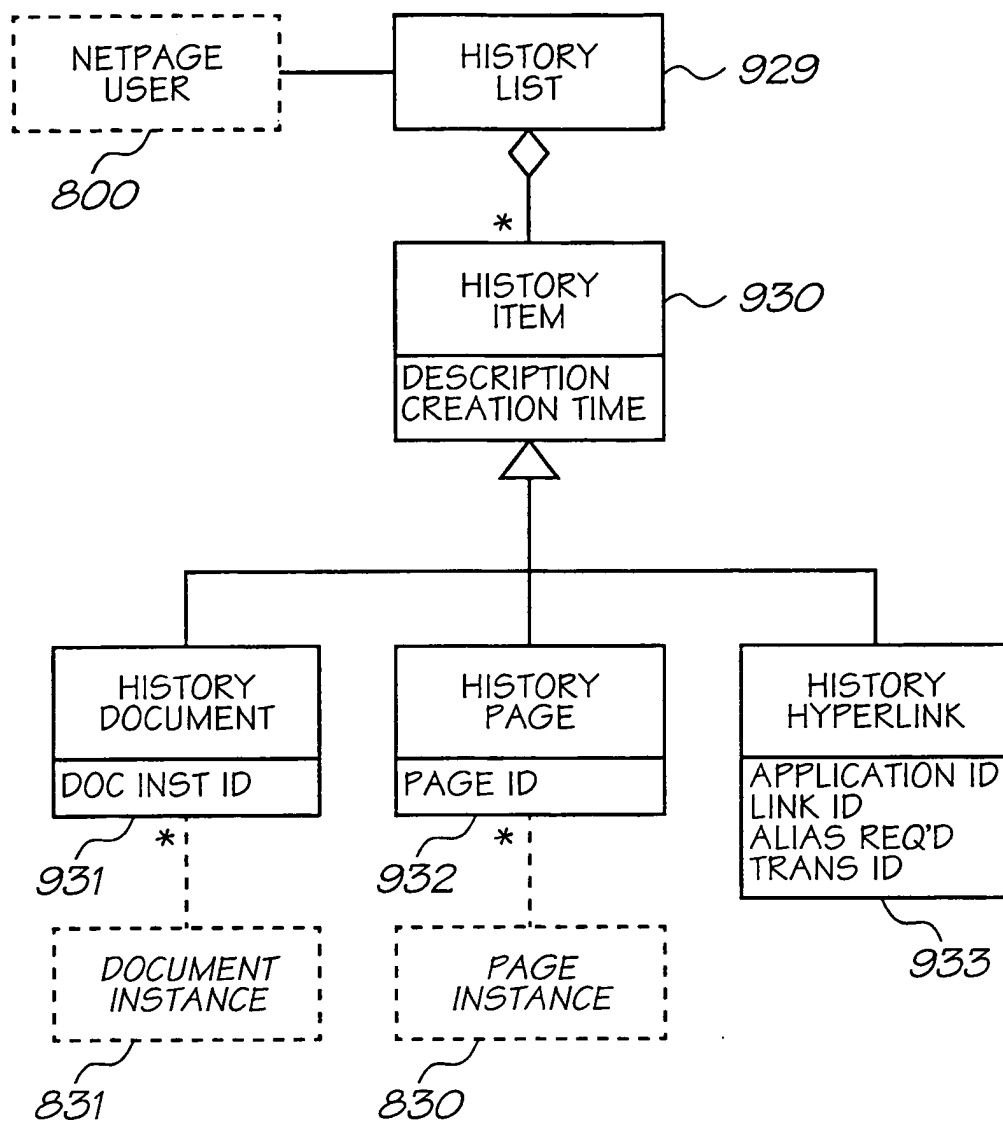 NETPAGE
USER
800
HISTORY
LIST
929
*
HISTORY
ITEM
930
DESCRIPTION
CREATION TIME
HISTORY
DOCUMENT
DOC INST ID
931
*
HISTORY
PAGE
PAGE ID
932
*
HISTORY
HYPERLINK
APPLICATION ID
LINK ID
ALIAS REQ'D
TRANS ID
933
DOCUMENT
INSTANCE
831
PAGE
INSTANCE
830